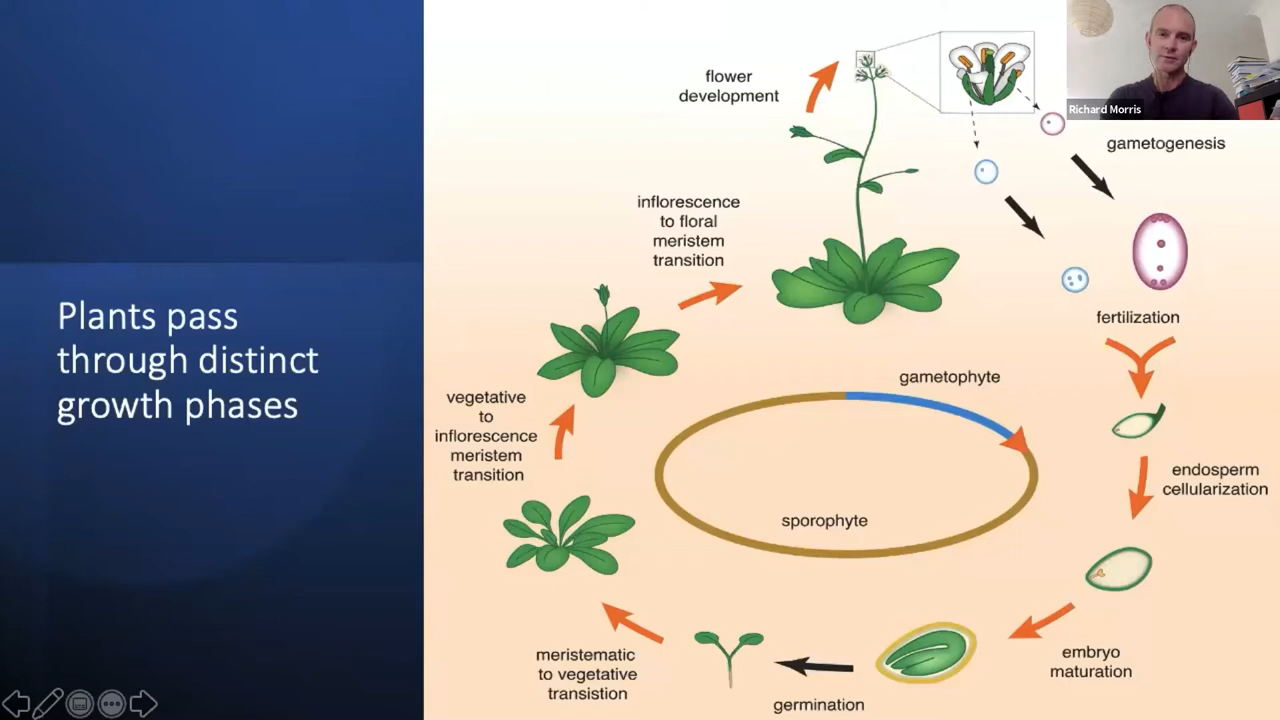 Plants pass
through distinct
growth phases
flower
development
Richard Morris
gametogenesis
inflorescence
to floral
meristem
transition
fertilization
gametophyte
vegetative
to
inflorescence
meristem
transition
endosperm
cellularization
sporophyte
embryo
maturation
meristematic
to vegetative
transistion
germination